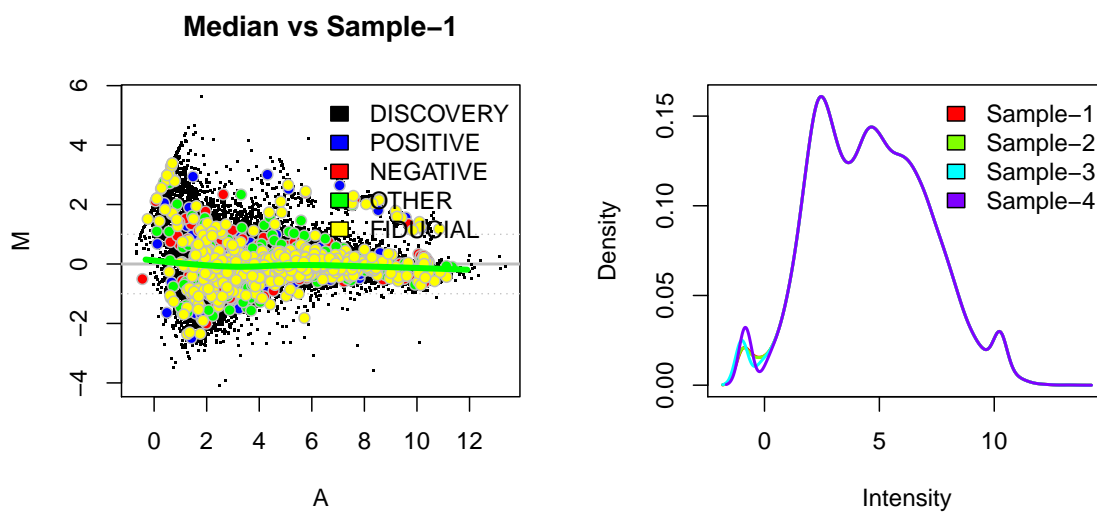 Median vs Sample−1
M
6
4
2
0
−2
−4
DISCOVERY
POSITIVE
NEGATIVE
OTHER
FIDUCIAL
0 2 4 6 8 10 12
A
Density
0.15
0.10
0.05
0.00
Sample−1
Sample−2
Sample−3
Sample−4
0 5 10
Intensity